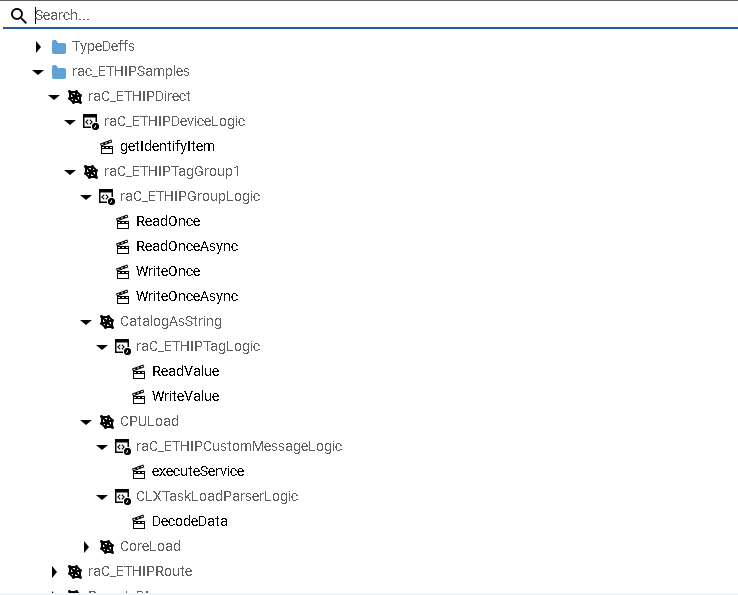 Search...
TypeDeffs
rac_ETHIPSamples
raC_ETHIPDirect
raC_ETHIPDeviceLogic
getIdentifyItem
raC_ETHIPTagGroup1
raC_ETHIPGroupLogic
ReadOnce
ReadOnceAsync
WriteOnce
WriteOnceAsync
CatalogAsString
raC_ETHIPTagLogic
ReadValue
WriteValue
CPULoad
raC_ETHIPCustomMessageLogic
executeService
CLXTaskLoadParserLogic
DecodeData
CoreLoad
raC_ETHIPRoute